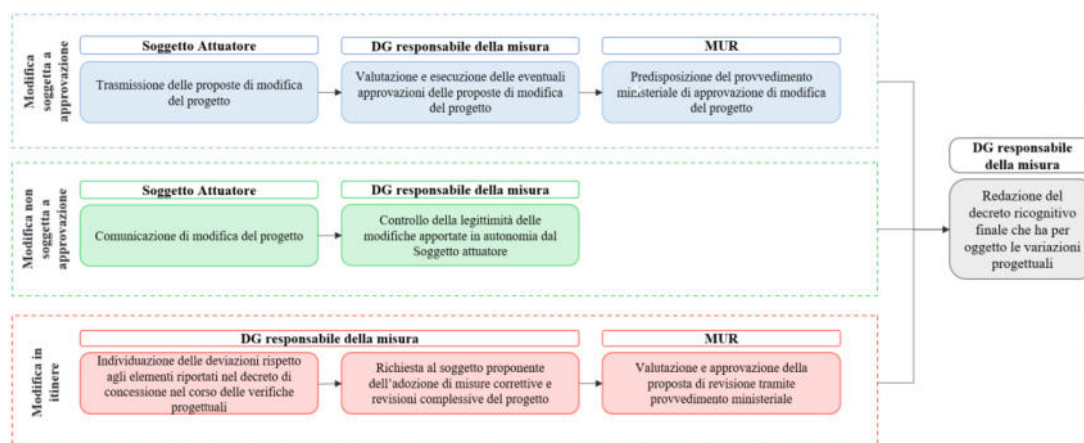 Modifica
soggetta a
approvazione
Soggetto Attuatore
Trasmissione delle proposte di modifica
del progetto
DG responsabile della misura
Valutazione e esecuzione delle eventuali
approvazioni delle proposte di modifica
del progetto
MUR
Predisposizione del provvedimento
ministeriale di approvazione di modifica
del progetto
Modifica non
soggetta a
approvazione
Soggetto Attuatore
Comunicazione di modifica del progetto
DG responsabile della misura
Controllo della legittimità delle
modifiche apportate in autonomia dal
Soggetto attuatore
Modifica in
itinere
DG responsabile della misura
Individuazione delle deviazioni rispetto
agli elementi riportati nel decreto di
concessione nel corso delle verifiche
progettuali
Richiesta al soggetto proponente
dell'adozione di misure correttive e
revisioni complessive del progetto
MUR
Valutazione e approvazione della
proposta di revisione tramite
provvedimento ministeriale
DG responsabile
della misura
Redazione del
decreto ricognitivo
finale che ha per
oggetto le variazioni
progettuali